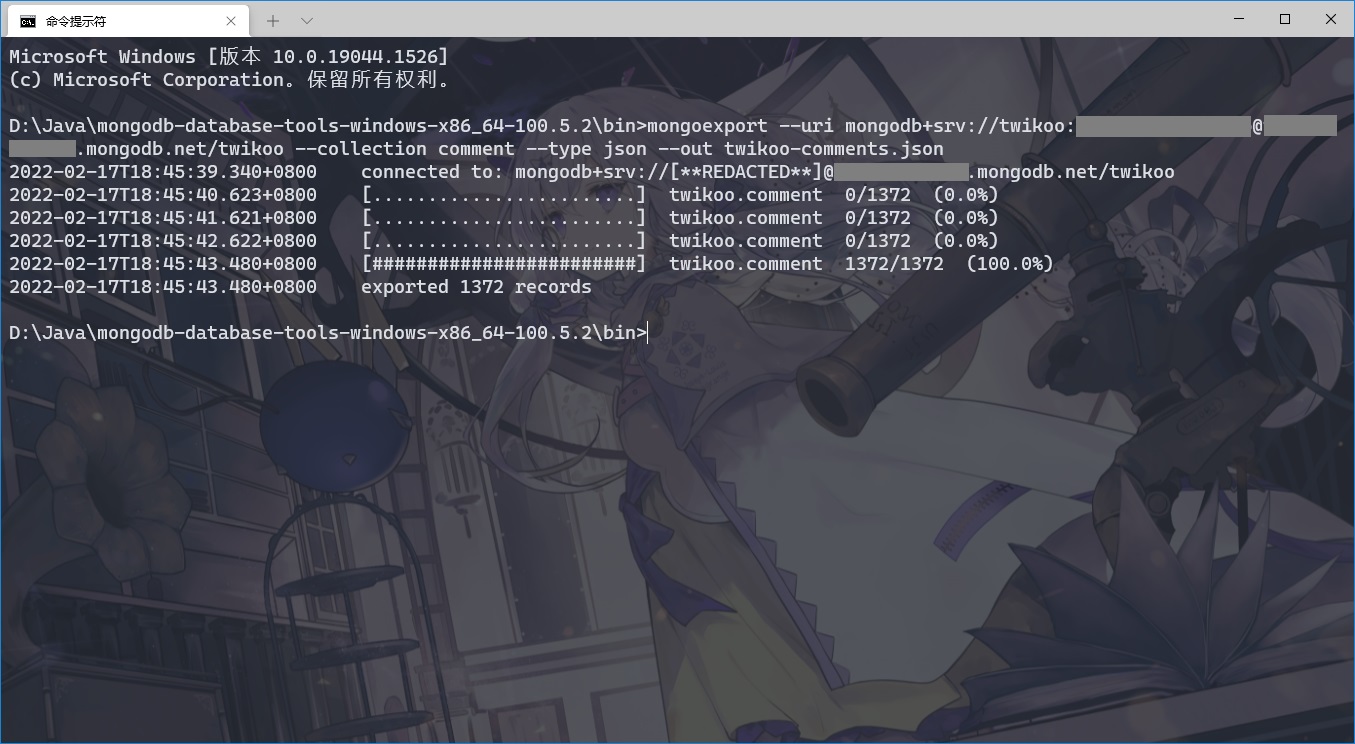 命令提示符
Microsoft Windows [版本 10.0.19044.1526]
(c) Microsoft Corporation。保留所有权利。
D:\Java\mongodb-database-tools-windows-x86_64-100.5.2\bin>mongoexport --uri mongodb+srv://twikoo:@
.mongodb.net/twikoo --collection comment --type json --out twikoo-comments.json
2022-02-17T18:45:39.340+0800    connected to: mongodb+srv://[**REDACTED**]@.mongodb.net/twikoo
2022-02-17T18:45:40.623+0800    [........................]  twikoo.comment  0/1372  (0.0%)
2022-02-17T18:45:41.621+0800    [........................]  twikoo.comment  0/1372  (0.0%)
2022-02-17T18:45:42.622+0800    [........................]  twikoo.comment  0/1372  (0.0%)
2022-02-17T18:45:43.480+0800    [########################]  twikoo.comment  1372/1372  (100.0%)
2022-02-17T18:45:43.480+0800    exported 1372 records
D:\Java\mongodb-database-tools-windows-x86_64-100.5.2\bin>